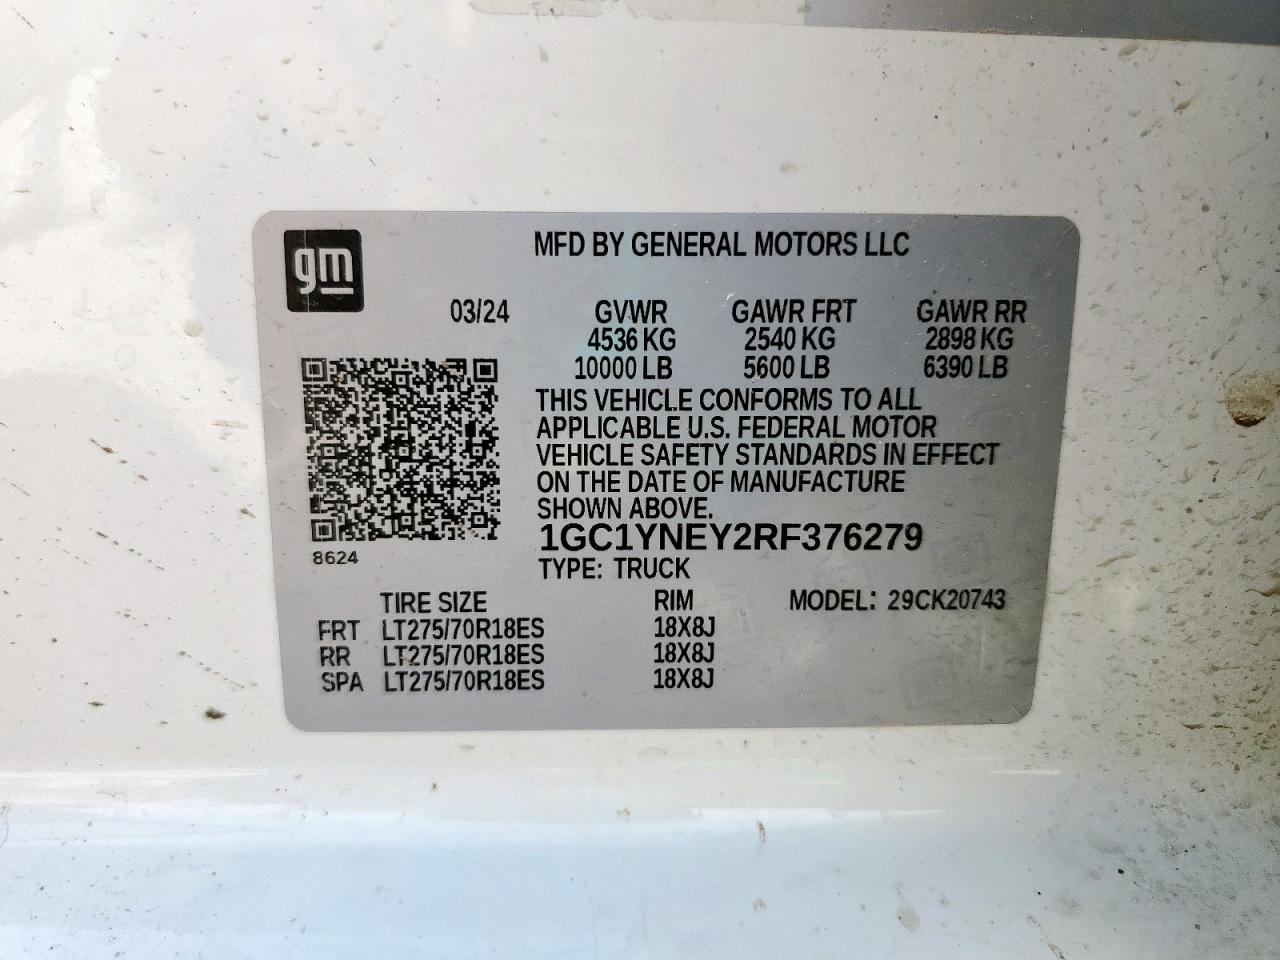 gm
MFD BY GENERAL MOTORS LLC
03/24 GVWR GAWR FRT GAWR RR
4536 KG 2540 KG 2898 KG
10000 LB 5600 LB 6390 LB
THIS VEHICLE CONFORMS TO ALL
APPLICABLE U.S. FEDERAL MOTOR
VEHICLE SAFETY STANDARDS IN EFFECT
ON THE DATE OF MANUFACTURE
SHOWN ABOVE.
1GC1YNEY2RF376279
8624
TYPE: TRUCK
TIRE SIZE RIM MODEL: 29CK20743
FRT LT275/70R18ES 18X8J
RR LT275/70R18ES 18X8J
SPA LT275/70R18ES 18X8J